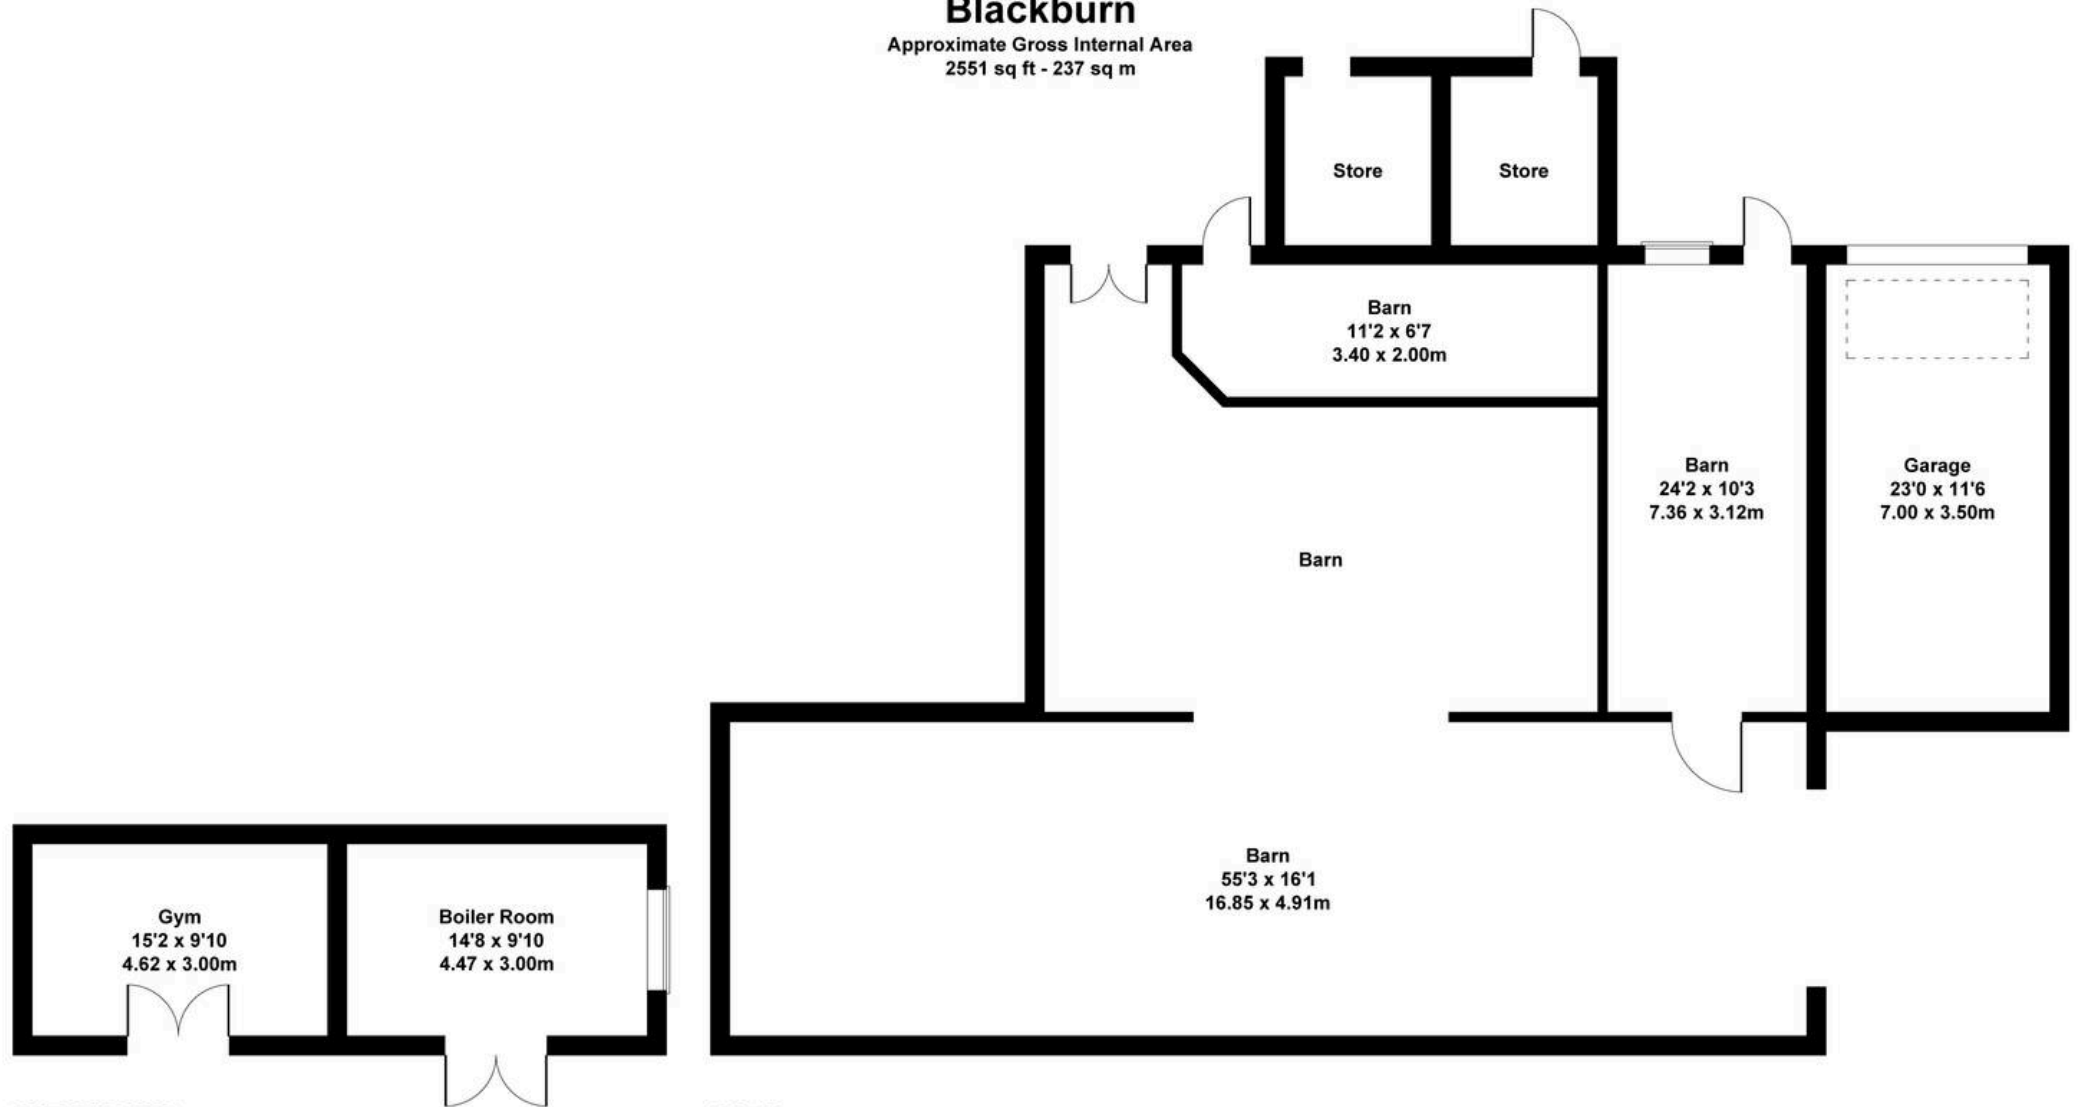 Blackburn
Approximate Gross Internal Area
2551 sq ft - 237 sq m
Store
Store
Barn
11'2 x 6'7
3.40 x 2.00m
Barn
24'2 x 10'3
7.36 x 3.12m
Garage
23'0 x 11'6
7.00 x 3.50m
Barn
Barn
55'3 x 16'1
16.85 x 4.91m
Gym
15'2 x 9'10
4.62 x 3.00m
Boiler Room
14'8 x 9'10
4.47 x 3.00m